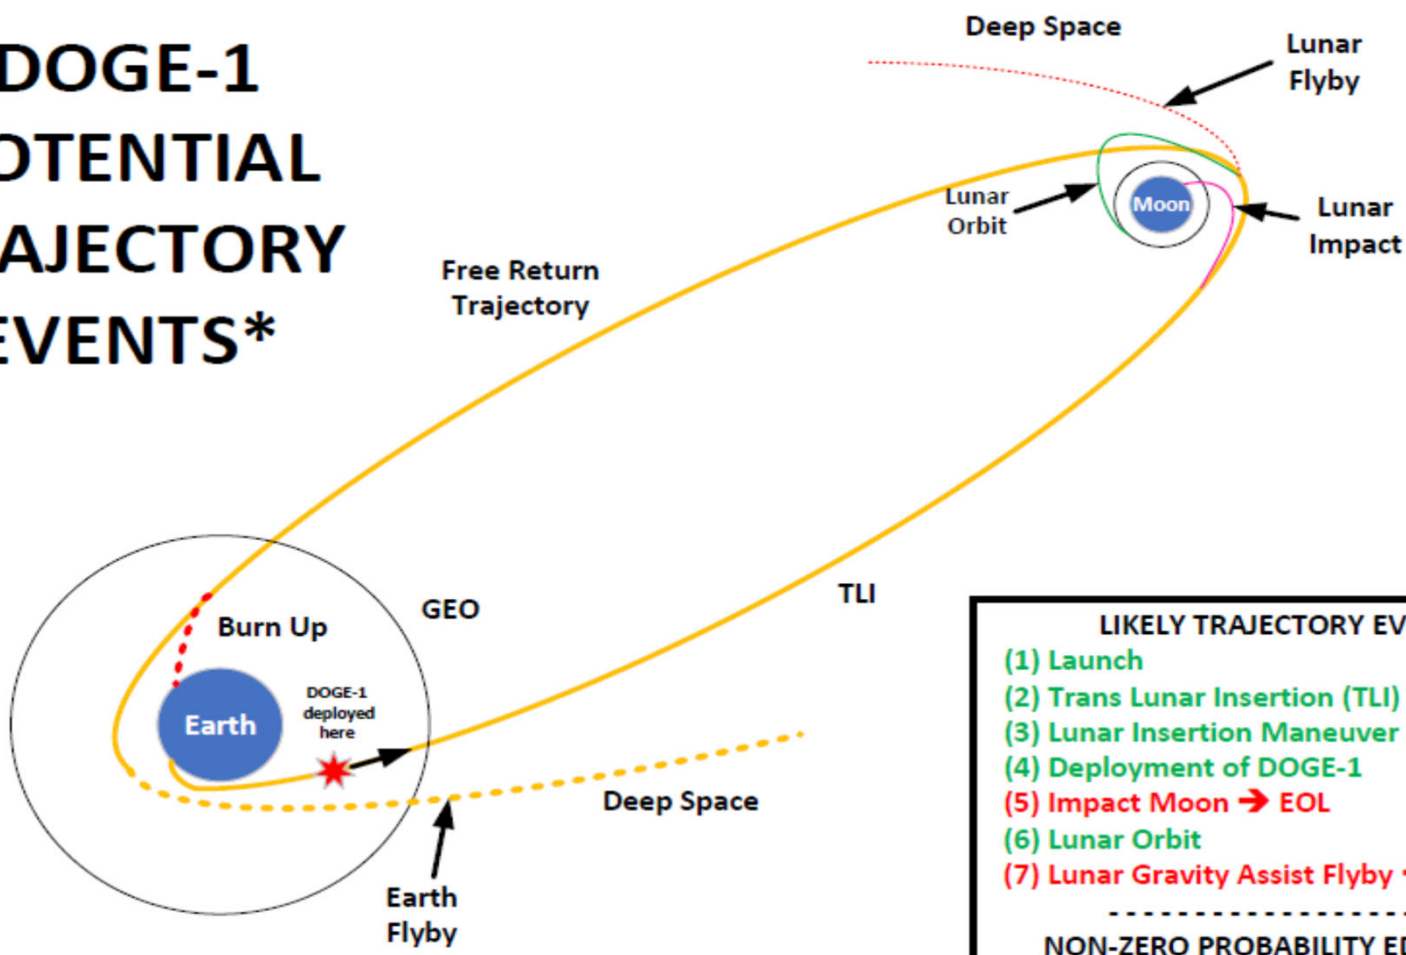 DOGE-1
OTENTIAL
AJECTORY
EVENTS*
Deep Space
Lunar
Flyby
Lunar
Orbit
Moon
Lunar
Impact
Free Return
Trajectory
GEO
TLI
Burn Up
Earth
DOGE-1
deployed
here
Deep Space
Earth
Flyby
LIKELY TRAJECTORY EV
(1) Launch
(2) Trans Lunar Insertion (TLI)
(3) Lunar Insertion Maneuver
(4) Deployment of DOGE-1
(5) Impact Moon ➔ EOL
(6) Lunar Orbit
(7) Lunar Gravity Assist Flyby
NON-ZERO PROBABILITY ED